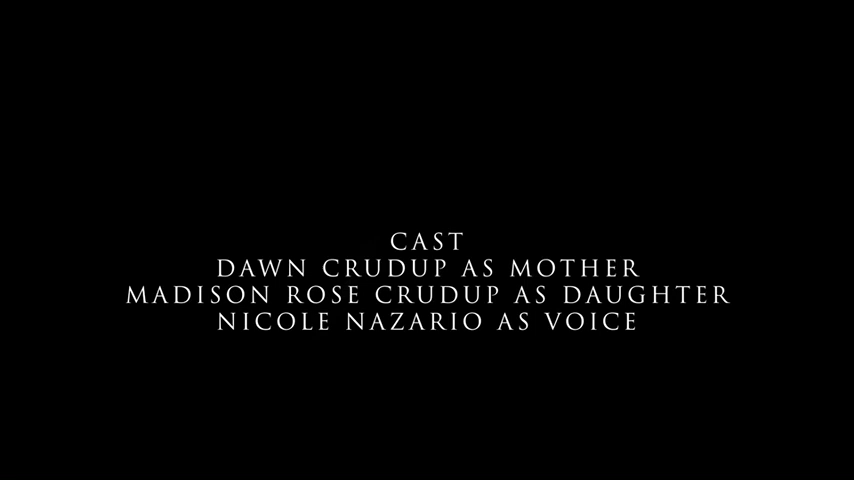 CAST
DAWN CRUDUP AS MOTHER
MADISON ROSE CRUDUP AS DAUGHTER
NICOLE NAZARIO AS VOICE